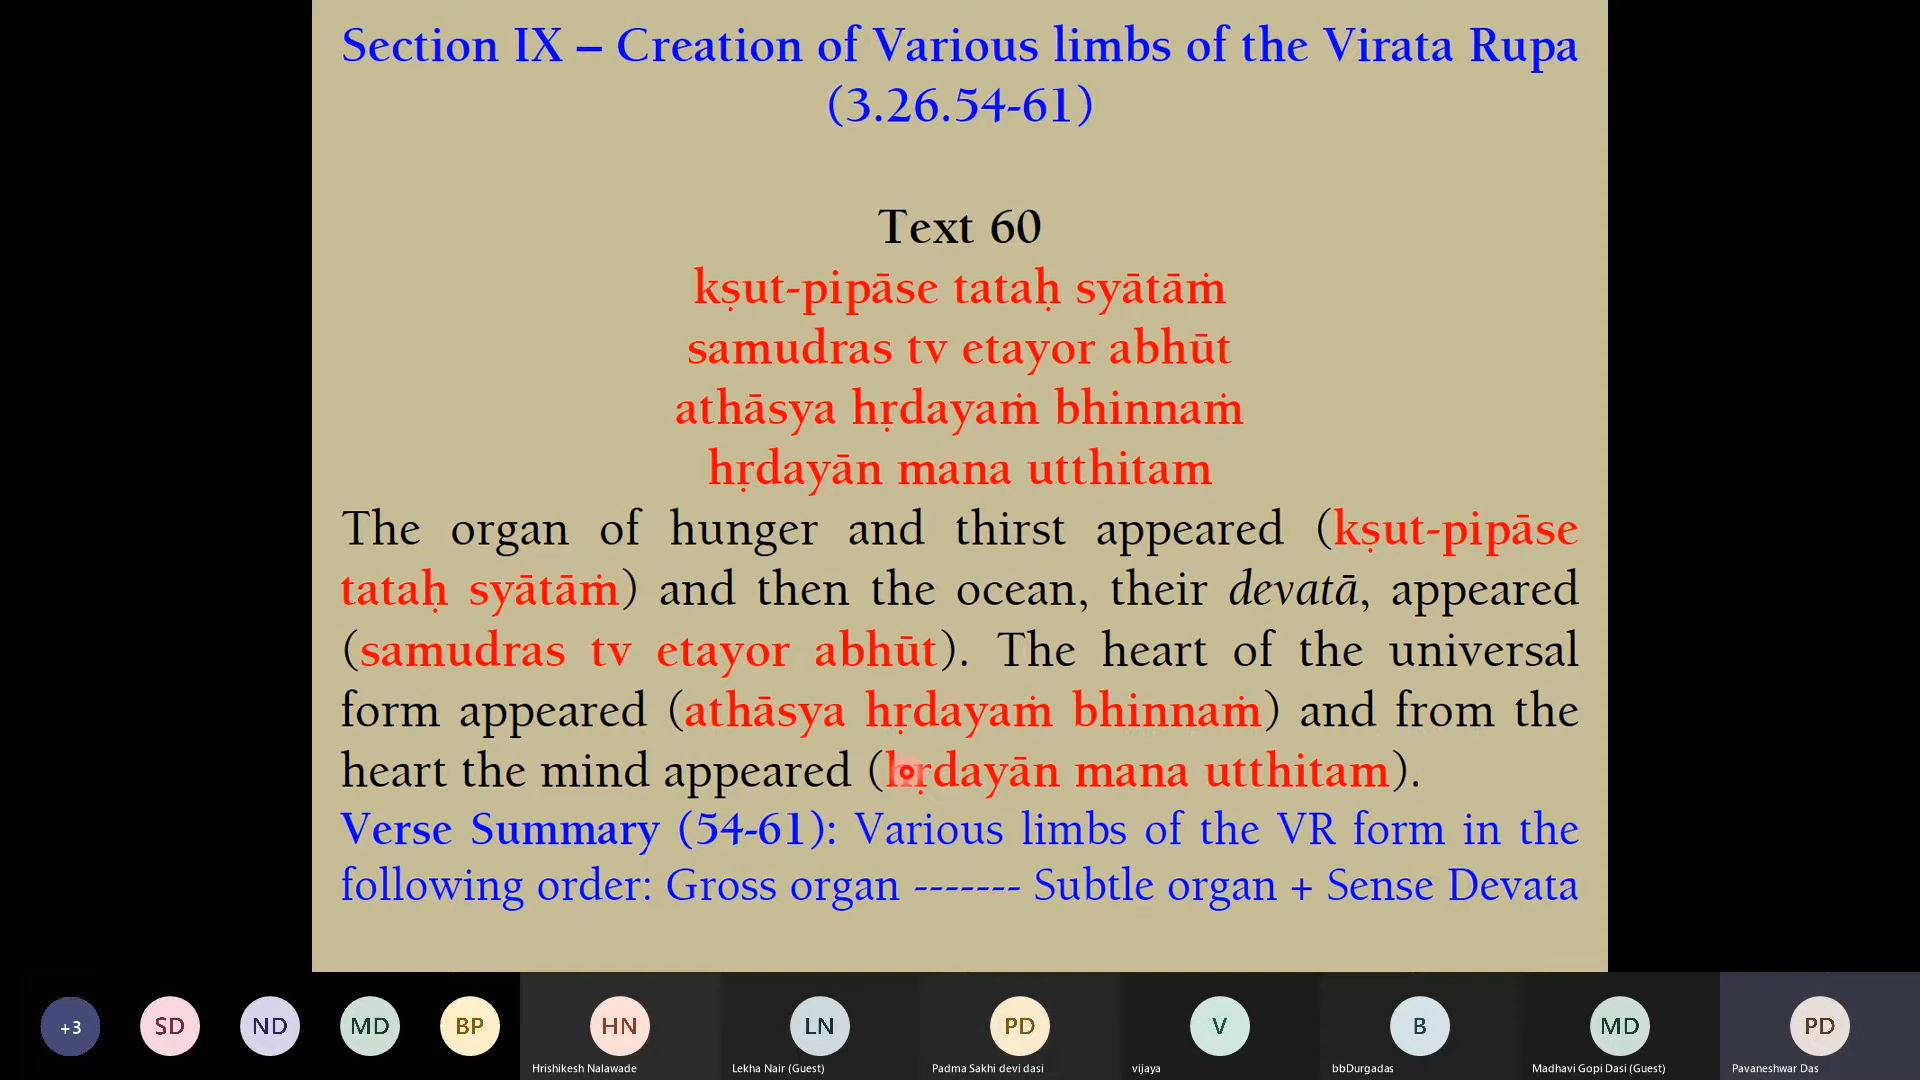 Section IX – Creation of Various limbs of the Virata Rupa
(3.26.54-61)
Text 60
kṣut-pipāse tataḥ syātāṁ
samudras tv etayor abhūt
athāsya hṛdayaṁ bhinnaṁ
hṛdayān mana utthitam
The organ of hunger and thirst appeared (kṣut-pipāse
tataḥ syātāṁ) and then the ocean, their devatā, appeared
(samudras tv etayor abhūt). The heart of the universal
form appeared (athāsya hṛdayaṁ bhinnaṁ) and from the
heart the mind appeared (hṛdayān mana utthitam).
Verse Summary (54-61): Various limbs of the VR form in the
following order: Gross organ ------- Subtle organ + Sense Devata
+3 SD ND MD BP HN LN PD V B MD PD
Hrishikesh Nalawade Lekha Nair (Guest) Padma Sakhi devi dasi vijaya bbDurgadas Madhavi Gopi Dasi (Guest) Pavaneshwar Das